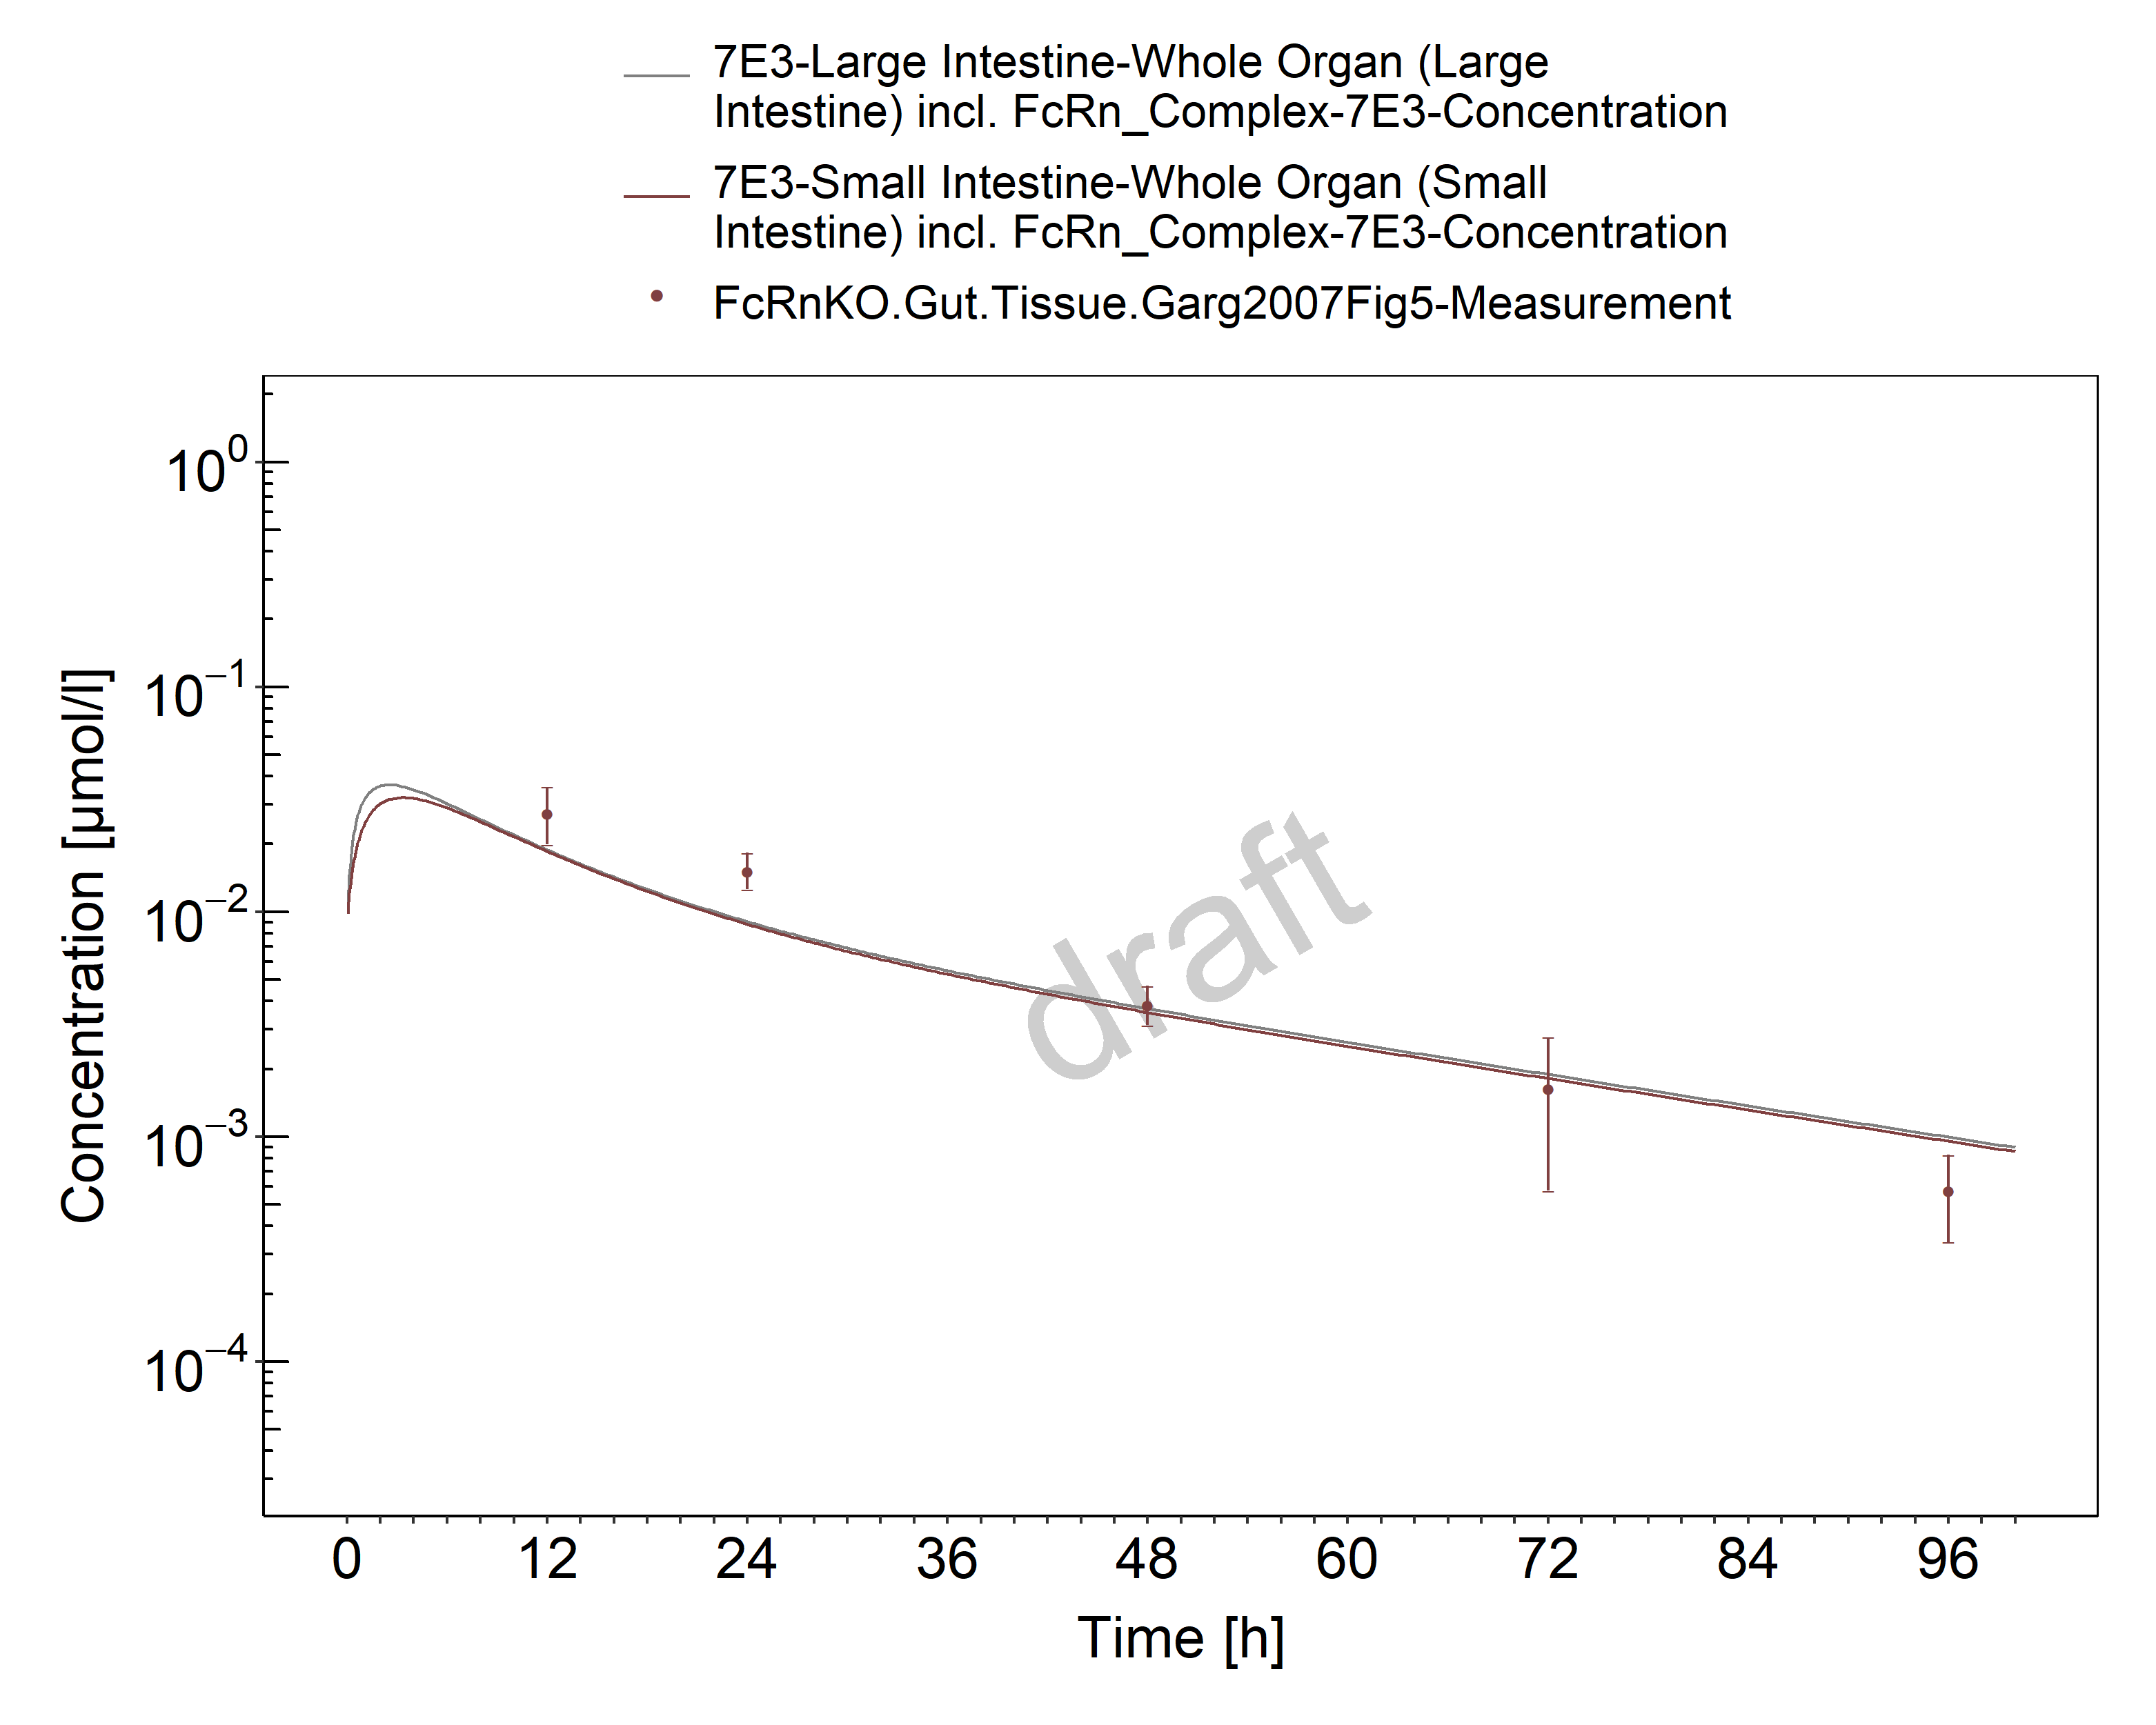 7E3-Large Intestine-Whole Organ (Large
Intestine) incl. FcRn_Complex-7E3-Concentration
7E3-Small Intestine-Whole Organ (Small
Intestine) incl. FcRn_Complex-7E3-Concentration
FcRnKO.Gut.Tissue.Garg2007Fig5-Measurement
10⁰
10⁻¹
10⁻²
10⁻³
10⁻⁴
Concentration [µmol/l]
draft
0 12 24 36 48 60 72 84 96
Time [h]